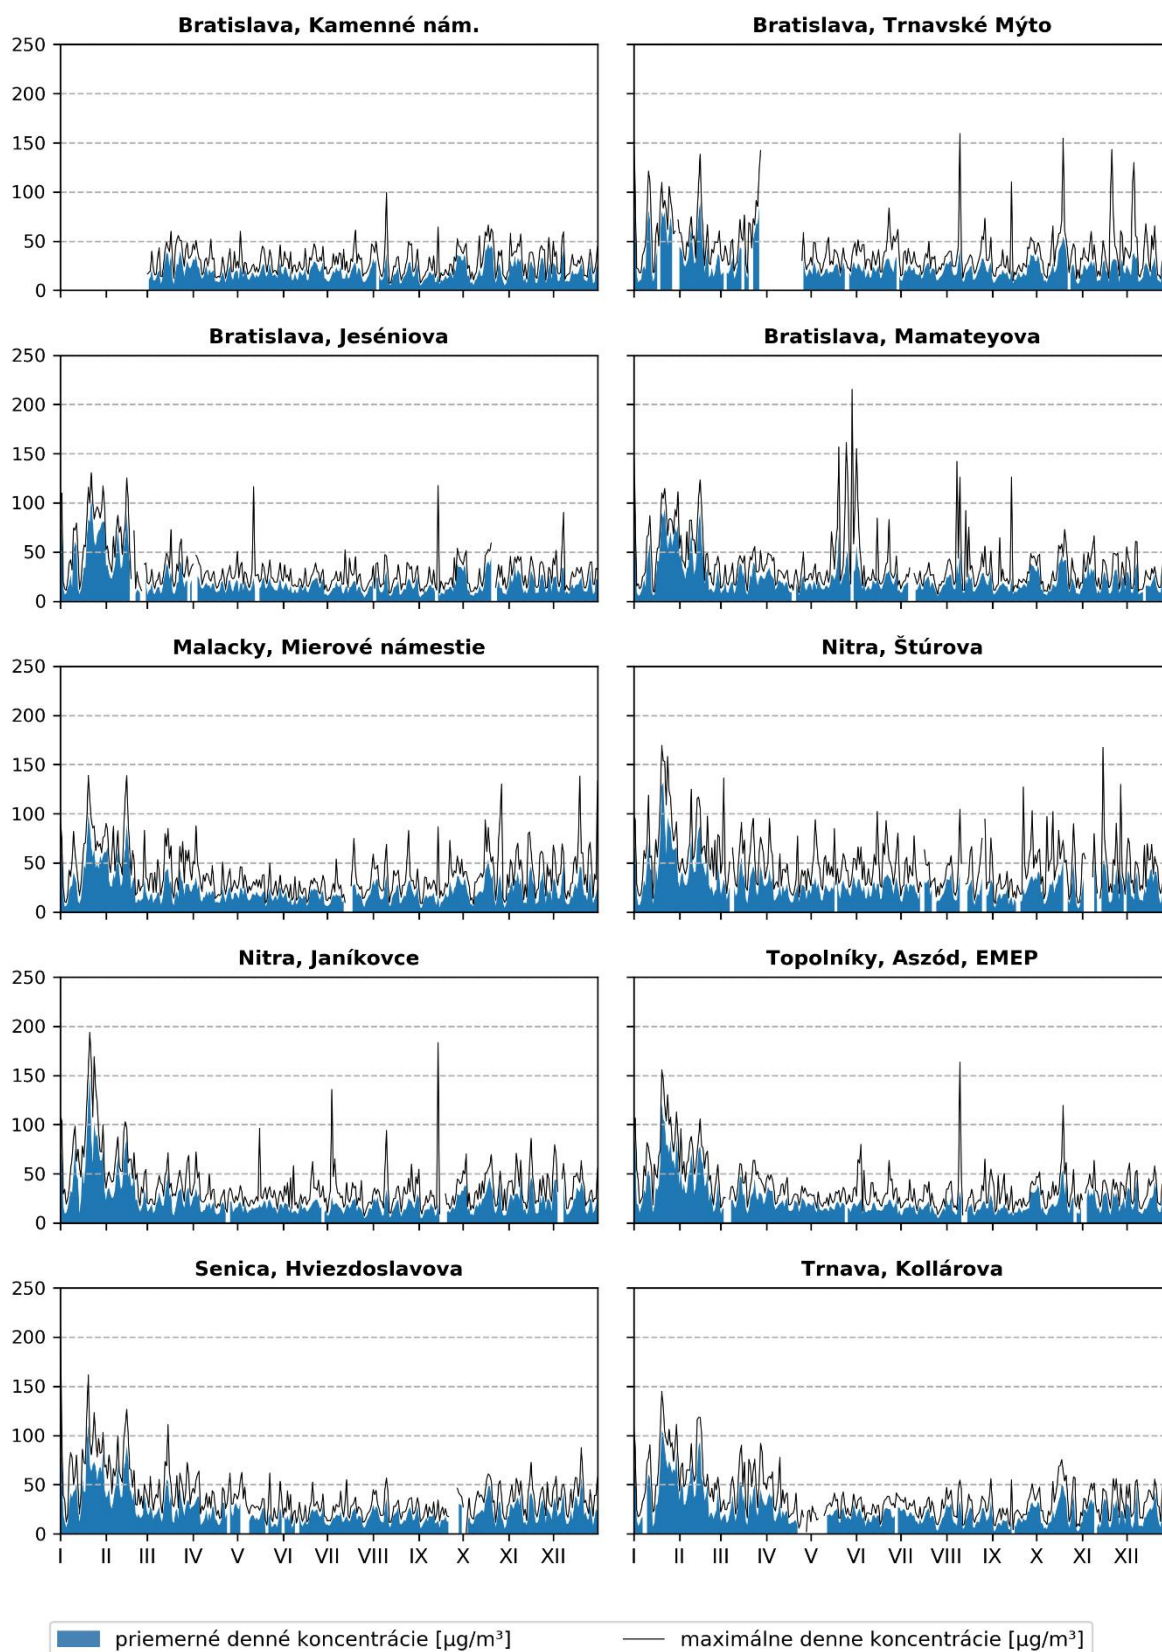 Bratislava, Kamenné nám.
Bratislava, Trnavské Mýto
250
200
150
100
50
0
Bratislava, Jeséniova
Bratislava, Mamateyova
250
200
150
100
50
0
Malacky, Mierové námestie
Nitra, Štúrova
250
200
150
100
50
0
Nitra, Janíkovce
Topolníky, Aszód, EMEP
250
200
150
100
50
0
Senica, Hviezdoslavova
Trnava, Kollárova
250
200
150
100
50
0
I II III IV V VI VII VIII IX X XI XII
I II III IV V VI VII VIII IX X XI XII
priemerné denné koncentrácie [µg/m³]
maximálne denne koncentrácie [µg/m³]